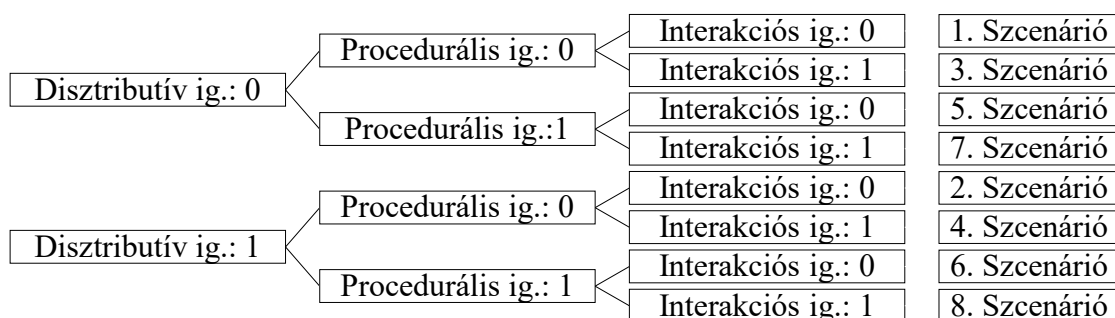 Interakciós ig.: 0 1. Szcenárió
Procedurális ig.: 0
Interakciós ig.: 1 3. Szcenárió
Disztributív ig.: 0
Interakciós ig.: 0 5. Szcenárió
Procedurális ig.:1
Interakciós ig.: 1 7. Szcenárió
Interakciós ig.: 0 2. Szcenárió
Procedurális ig.: 0
Interakciós ig.: 1 4. Szcenárió
Disztributív ig.: 1
Interakciós ig.: 0 6. Szcenárió
Procedurális ig.: 1
Interakciós ig.: 1 8. Szcenárió